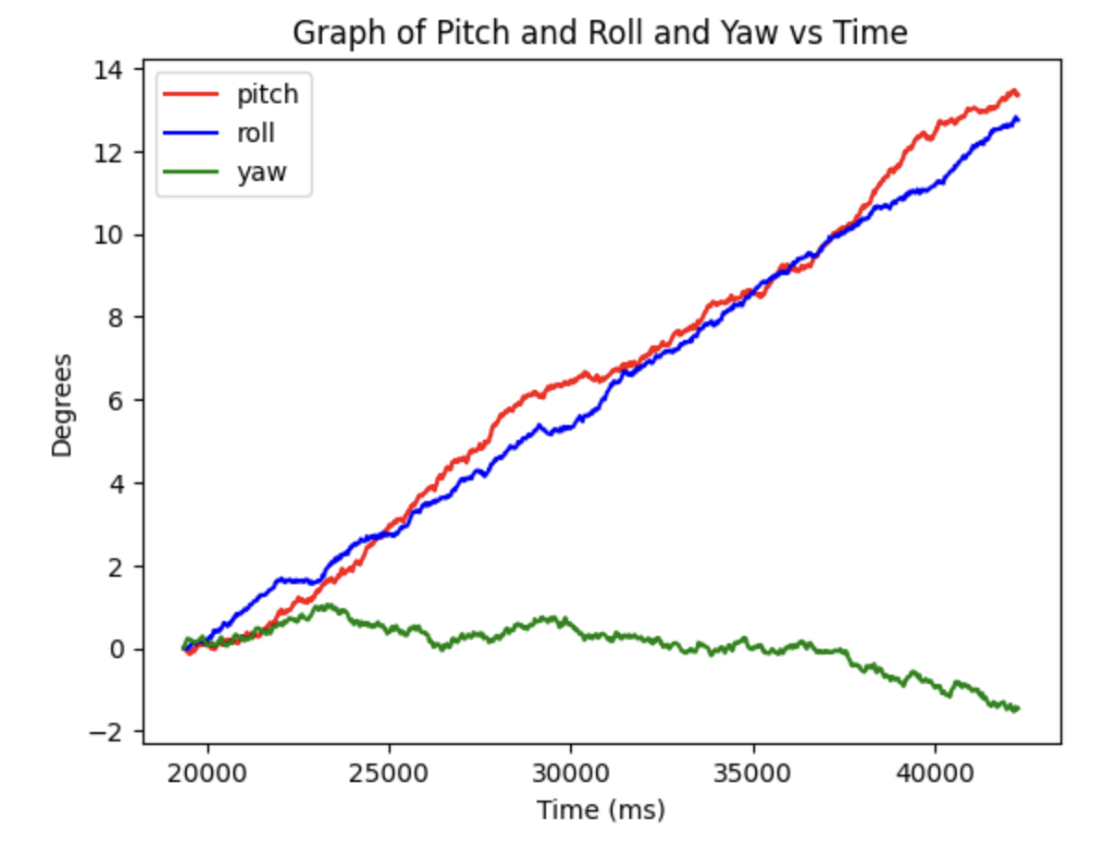 Graph of Pitch and Roll and Yaw vs Time
14
12
10
8
6
4
2
0
−2
pitch
roll
yaw
Degrees
20000 25000 30000 35000 40000
Time (ms)